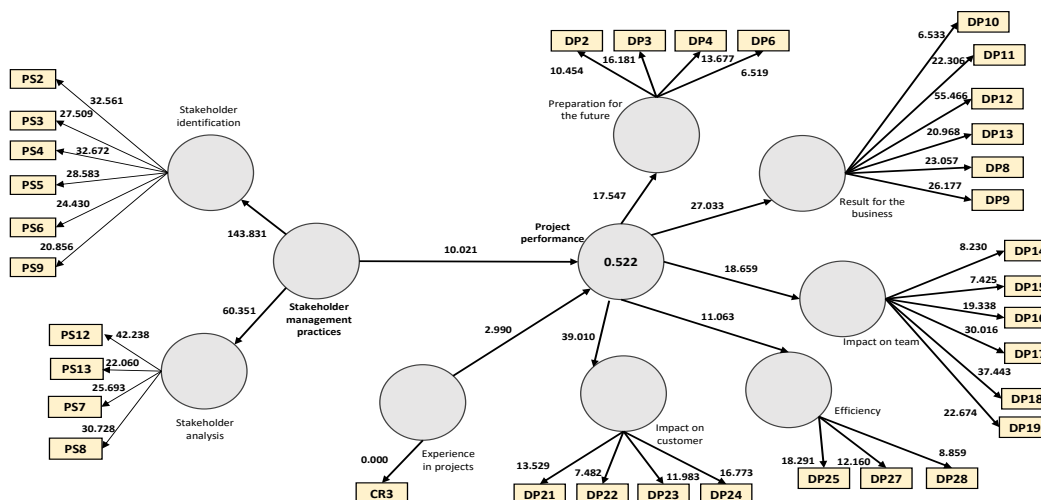 DP10
6.533
DP2
DP3
DP4
DP6
22.306
DP11
10.454
16.181
13.677
6.519
55.466
DP12
PS2
32.561
Stakeholder
identification
Preparation for
the future
20.968
DP13
PS3
27.509
PS4
32.672
23.057
DP8
PS5
28.583
26.177
DP9
PS6
24.430
17.547
27.033
Result for the
business
PS9
20.856
143.831
Project
performance
10.021
0.522
8.230
DP14
18.659
7.425
DP15
60.351
Stakeholder
management
practices
19.338
DP16
PS12
42.238
2.990
39.010
11.063
Impact on team
30.016
DP17
PS13
22.060
PS7
25.693
37.443
DP18
PS8
30.728
Stakeholder
analysis
Efficiency
22.674
DP19
Experience
in projects
Impact on
customer
0.000
CR3
13.529
7.482
11.983
16.773
18.291
12.160
8.859
DP21
DP22
DP23
DP24
DP25
DP27
DP28